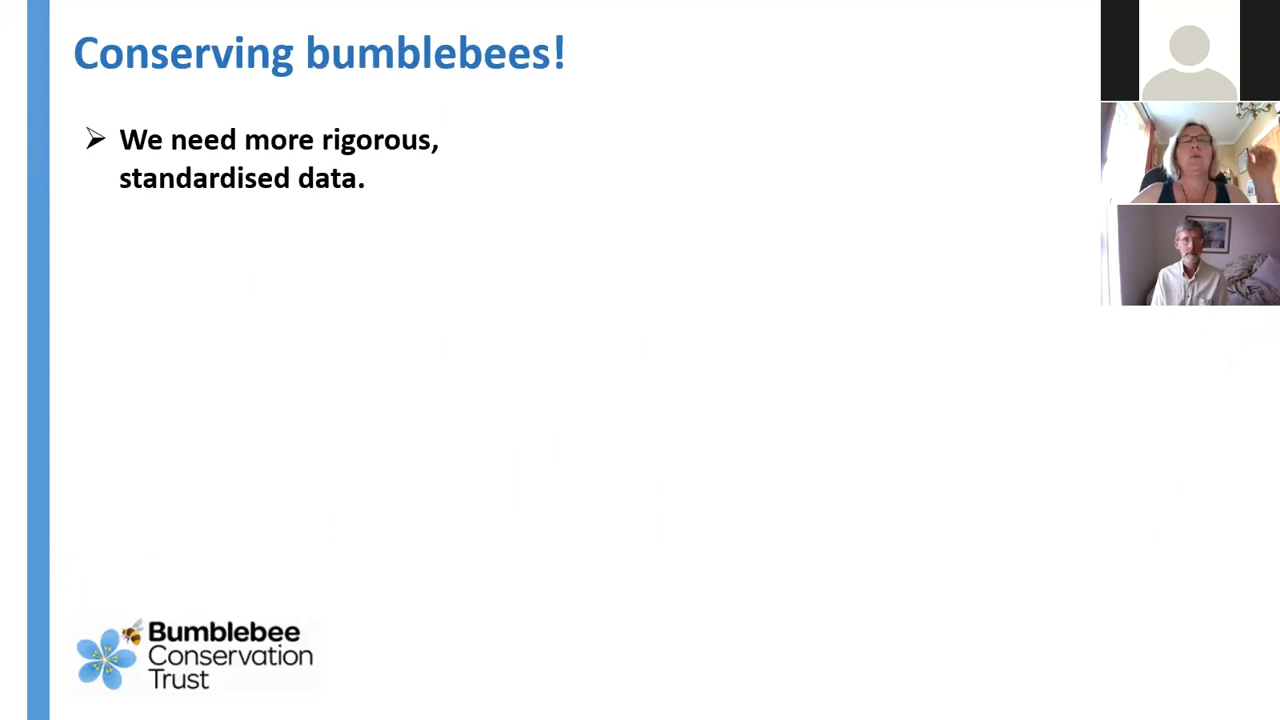 Conserving bumblebees!
We need more rigorous,
standardised data.
Bumblebee
Conservation
Trust